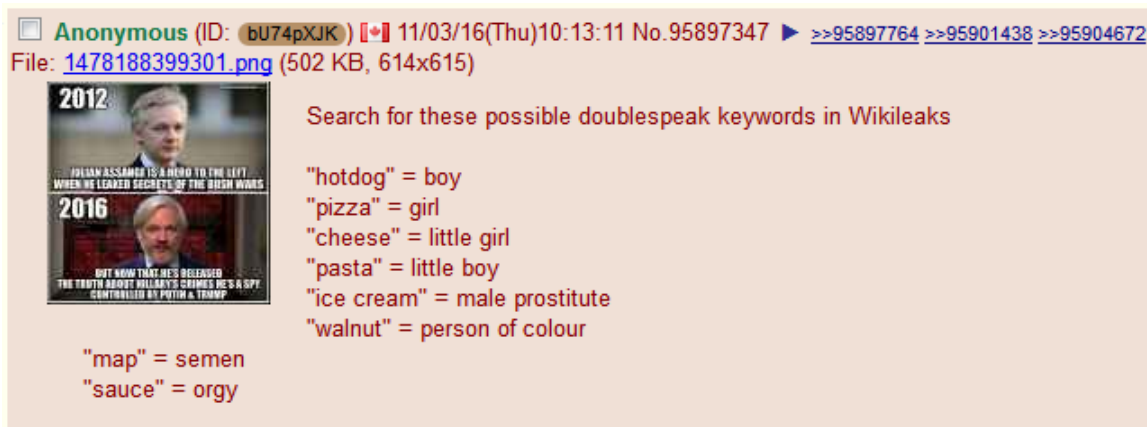 Anonymous (ID: bU74pXJK) 11/03/16(Thu)10:13:11 No.95897347 ▶ >>95897764 >>95901438 >>95904672
File: 1478188399301.png (502 KB, 614x615)
2012
JULIAN ASSANGE IS A HERO TO THE LEFT
WHEN HE LEAKED SECRETS OF THE BUSH WARS
2016
BUT NOW THAT HE'S RELEASED
THE TRUTH ABOUT HILLARY'S CRIMES HE'S A SPY
CONTROLLED BY PUTIN & TRUMP
Search for these possible doublespeak keywords in Wikileaks
"hotdog" = boy
"pizza" = girl
"cheese" = little girl
"pasta" = little boy
"ice cream" = male prostitute
"walnut" = person of colour
"map" = semen
"sauce" = orgy